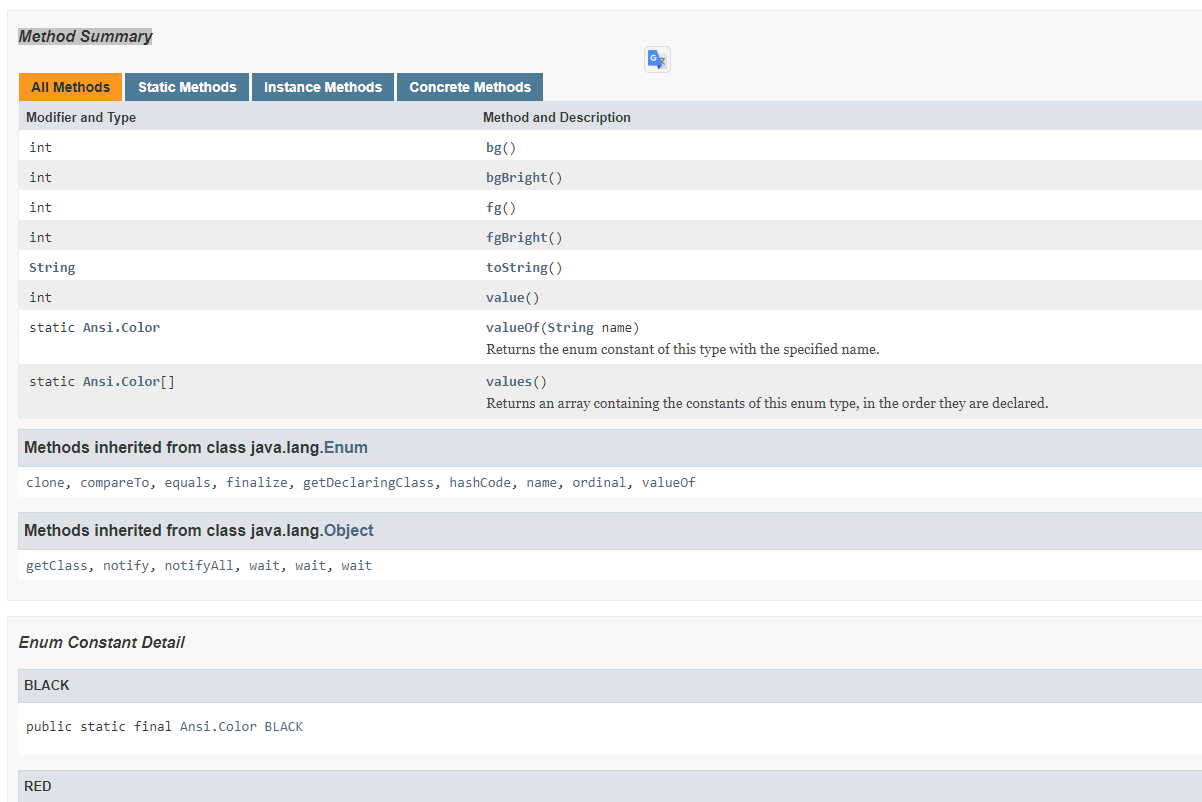 Method Summary
All Methods Static Methods Instance Methods Concrete Methods
Modifier and Type Method and Description
int bg()
int bgBright()
int fg()
int fgBright()
String toString()
int value()
static Ansi.Color valueOf(String name)
Returns the enum constant of this type with the specified name.
static Ansi.Color[] values()
Returns an array containing the constants of this enum type, in the order they are declared.
Methods inherited from class java.lang.Enum
clone, compareTo, equals, finalize, getDeclaringClass, hashCode, name, ordinal, valueOf
Methods inherited from class java.lang.Object
getClass, notify, notifyAll, wait, wait, wait
Enum Constant Detail
BLACK
public static final Ansi.Color BLACK
RED